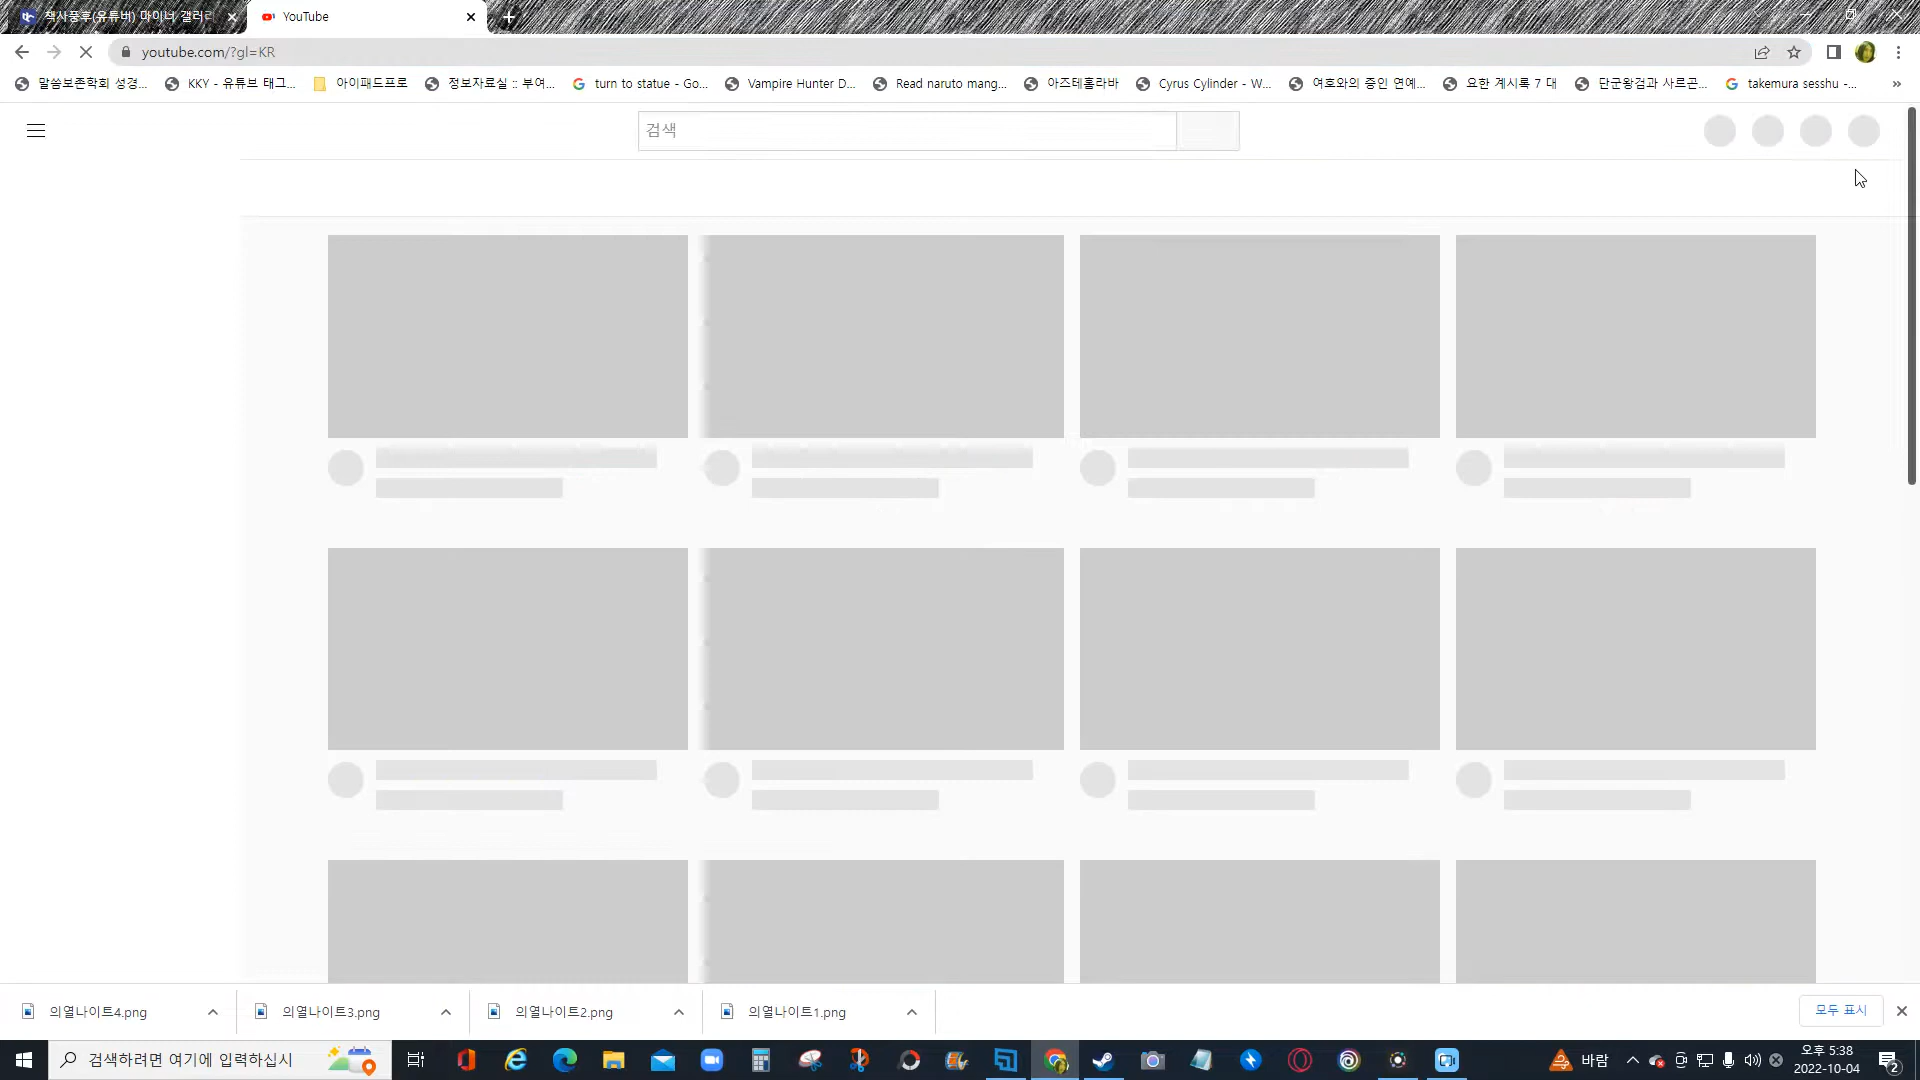 책사풍후(유튜버) 마이너 갤러리
YouTube
youtube.com/?gl=KR
말씀보존학회 성경...
KKY - 유튜브 태그...
아이패드프로
정보자료실 :: 부여...
turn to statue - Go...
Vampire Hunter D...
Read naruto mang...
아즈테홀라바
Cyrus Cylinder - W...
여호와의 증인 연예...
요한 계시록 7 대
단군왕검과 사르곤...
takemura sesshu -...
검색
의열나이트4.png
의열나이트3.png
의열나이트2.png
의열나이트1.png
모두 표시
검색하려면 여기에 입력하십시
바람
오후 5:38
2022-10-04
2